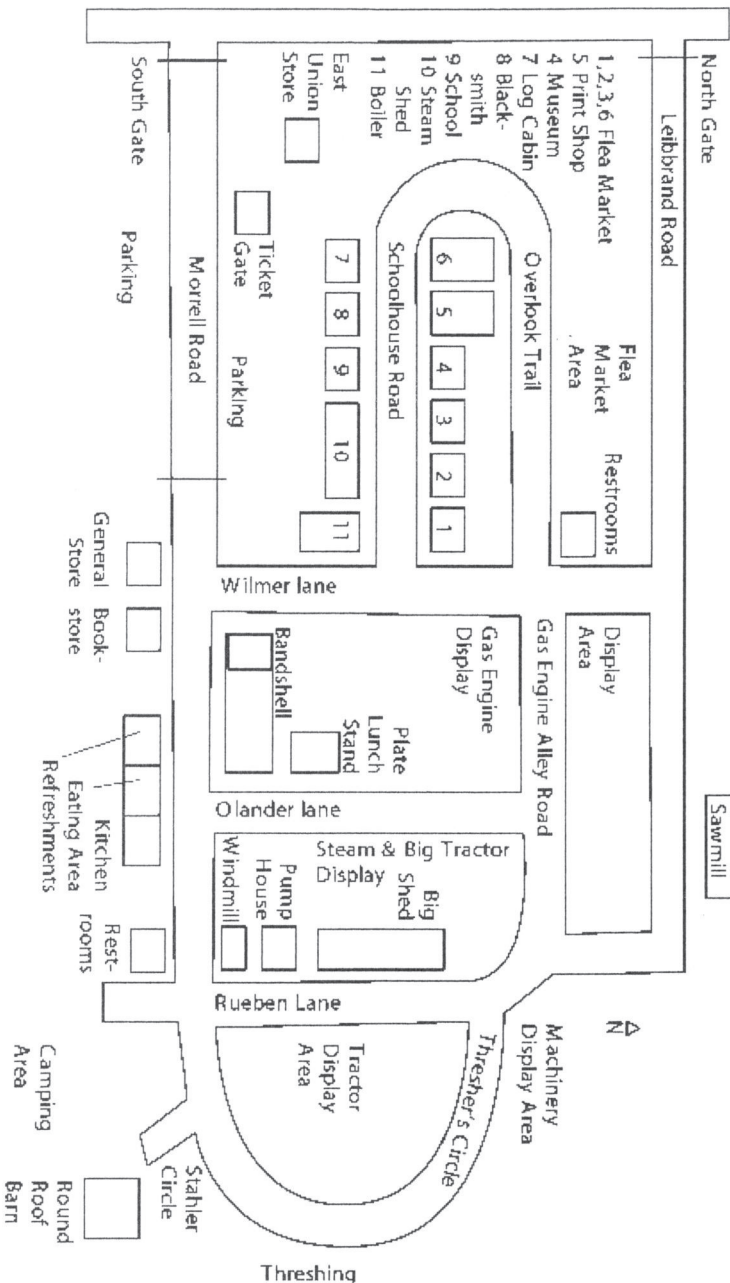 North Gate
Leibbrand Road
1,2,3,6 Flea Market
5 Print Shop
4 Museum
7 Log Cabin
8 Black-
smith
9 School
10 Steam
Shed
11 Boiler
East
Union
Store
South Gate
Parking
Morrell Road
Ticket
Gate
Parking
Schoolhouse Road
Overlook Trail
Flea
Market
Area
Restrooms
6
5
4
3
2
1
7
8
9
10
11
Wilmer lane
General
Store
Book-
store
Bandshell
Plate
Lunch
Stand
Gas Engine
Display
Gas Engine Alley Road
Display
Area
Sawmill
Olander lane
Refreshments
Eating Area
Kitchen
Rest-
rooms
Steam & Big Tractor
Display
Big
Shed
Pump
House
Windmill
Rueben Lane
N
Machinery
Display Area
Thresher's Circle
Tractor
Display
Area
Camping
Area
Stahler
Circle
Round
Roof
Barn
Threshing